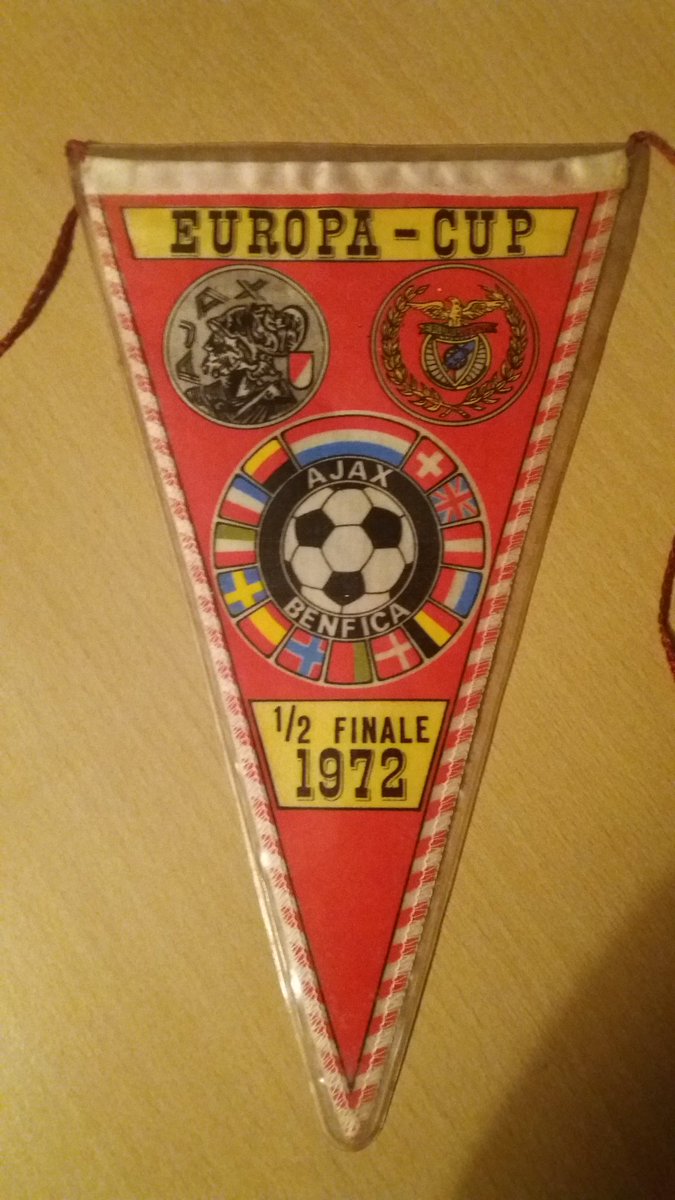 EUROPA - CUP
AJAX
AJAX
BENFICA
1/2 FINALE
1972